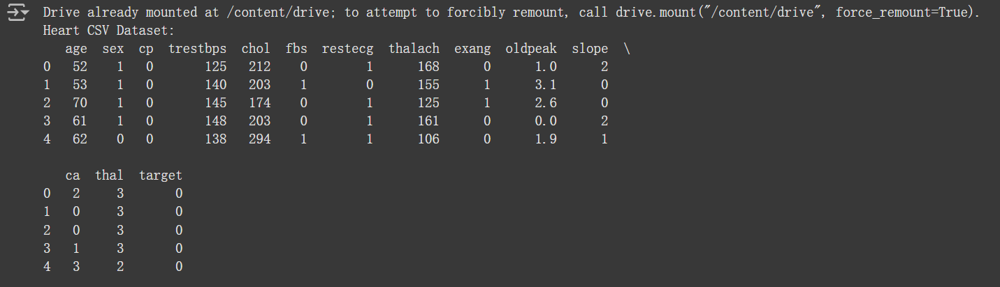 Drive already mounted at /content/drive; to attempt to forcibly remount, call drive.mount("/content/drive", force_remount=True).
Heart CSV Dataset:
   age  sex  cp  trestbps  chol  fbs  restecg  thalach  exang  oldpeak  slope  \
0   52    1   0       125   212    0        1      168      0      1.0      2
1   53    1   0       140   203    1        0      155      1      3.1      0
2   70    1   0       145   174    0        1      125      1      2.6      0
3   61    1   0       148   203    0        1      161      0      0.0      2
4   62    0   0       138   294    1        1      106      0      1.9      1
   ca  thal  target
0   2     3       0
1   0     3       0
2   0     3       0
3   1     3       0
4   3     2       0